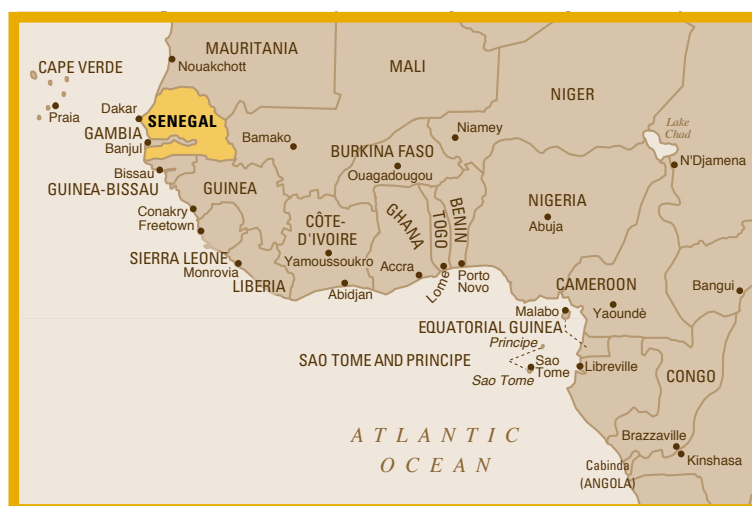 MAURITANIA
Nouakchott
CAPE VERDE
Praia
MALI
NIGER
Dakar
SENEGAL
GAMBIA
Banjul
Bamako
Niamey
Lake
Chad
N'Djamena
BURKINA FASO
Ouagadougou
Bissau
GUINEA-BISSAU
GUINEA
NIGERIA
Abuja
Conakry
Freetown
CÔTE-
D'IVOIRE
Yamoussoukro
GHANA
TOGO
BENIN
SIERRA LEONE
Monrovia
LIBERIA
Abidjan
Accra
Lome
Porto
Novo
CAMEROON
Yaoundè
Bangui
Malabo
EQUATORIAL GUINEA
Principe
SAO TOME AND PRINCIPE
Sao
Tome
Sao Tome
Libreville
CONGO
ATLANTIC
OCEAN
Brazzaville
Kinshasa
Cabinda
(ANGOLA)